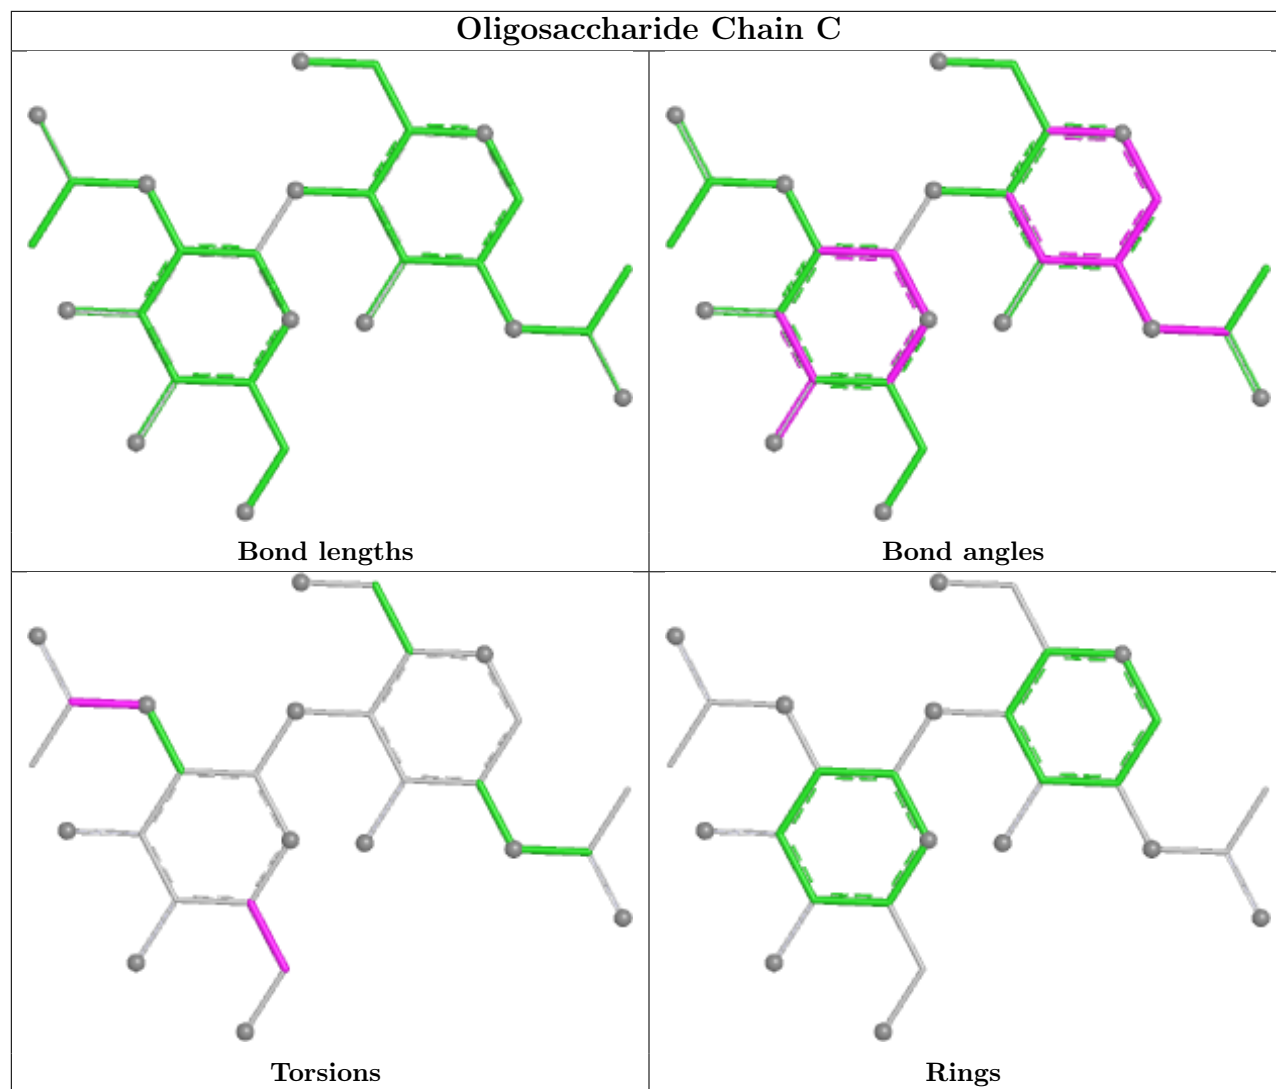 Oligosaccharide Chain C
Bond lengths
Bond angles
Torsions
Rings